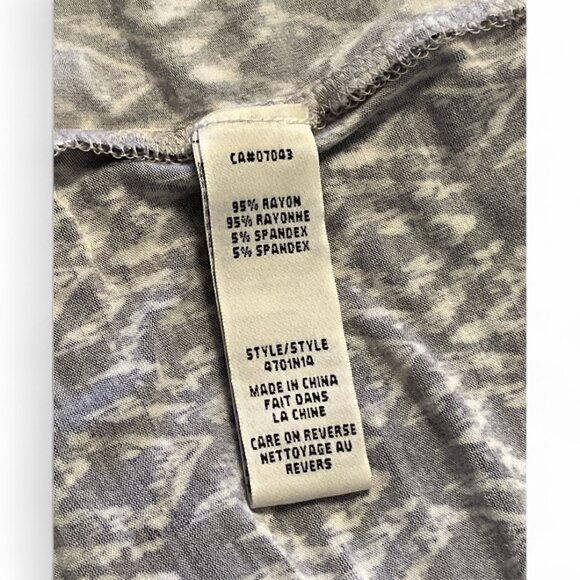 CA#07043
95% RAYON
95% RAYONNE
5% SPANDEX
5% SPANDEX
STYLE/STYLE
4701N14
MADE IN CHINA
FAIT DANS
LA CHINE
CARE ON REVERSE
NETTOYAGE AU
REVERS